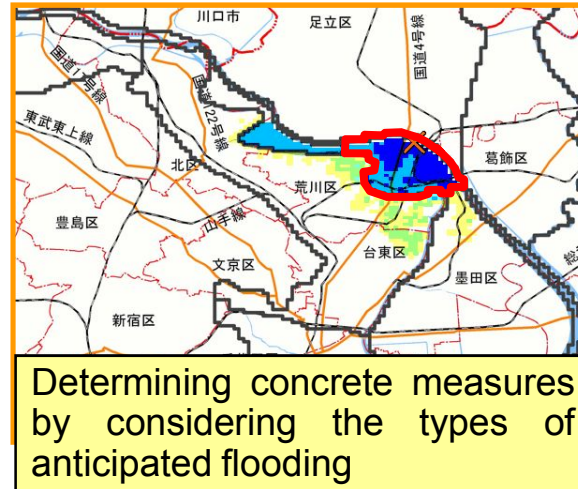 川口市
足立区
国道4号線
国道17号線
国道122号線
東武東上線
北区
葛飾区
荒川区
豊島区
山手線
台東区
文京区
墨田区
新宿区
Determining concrete measures
by considering the types of
anticipated flooding